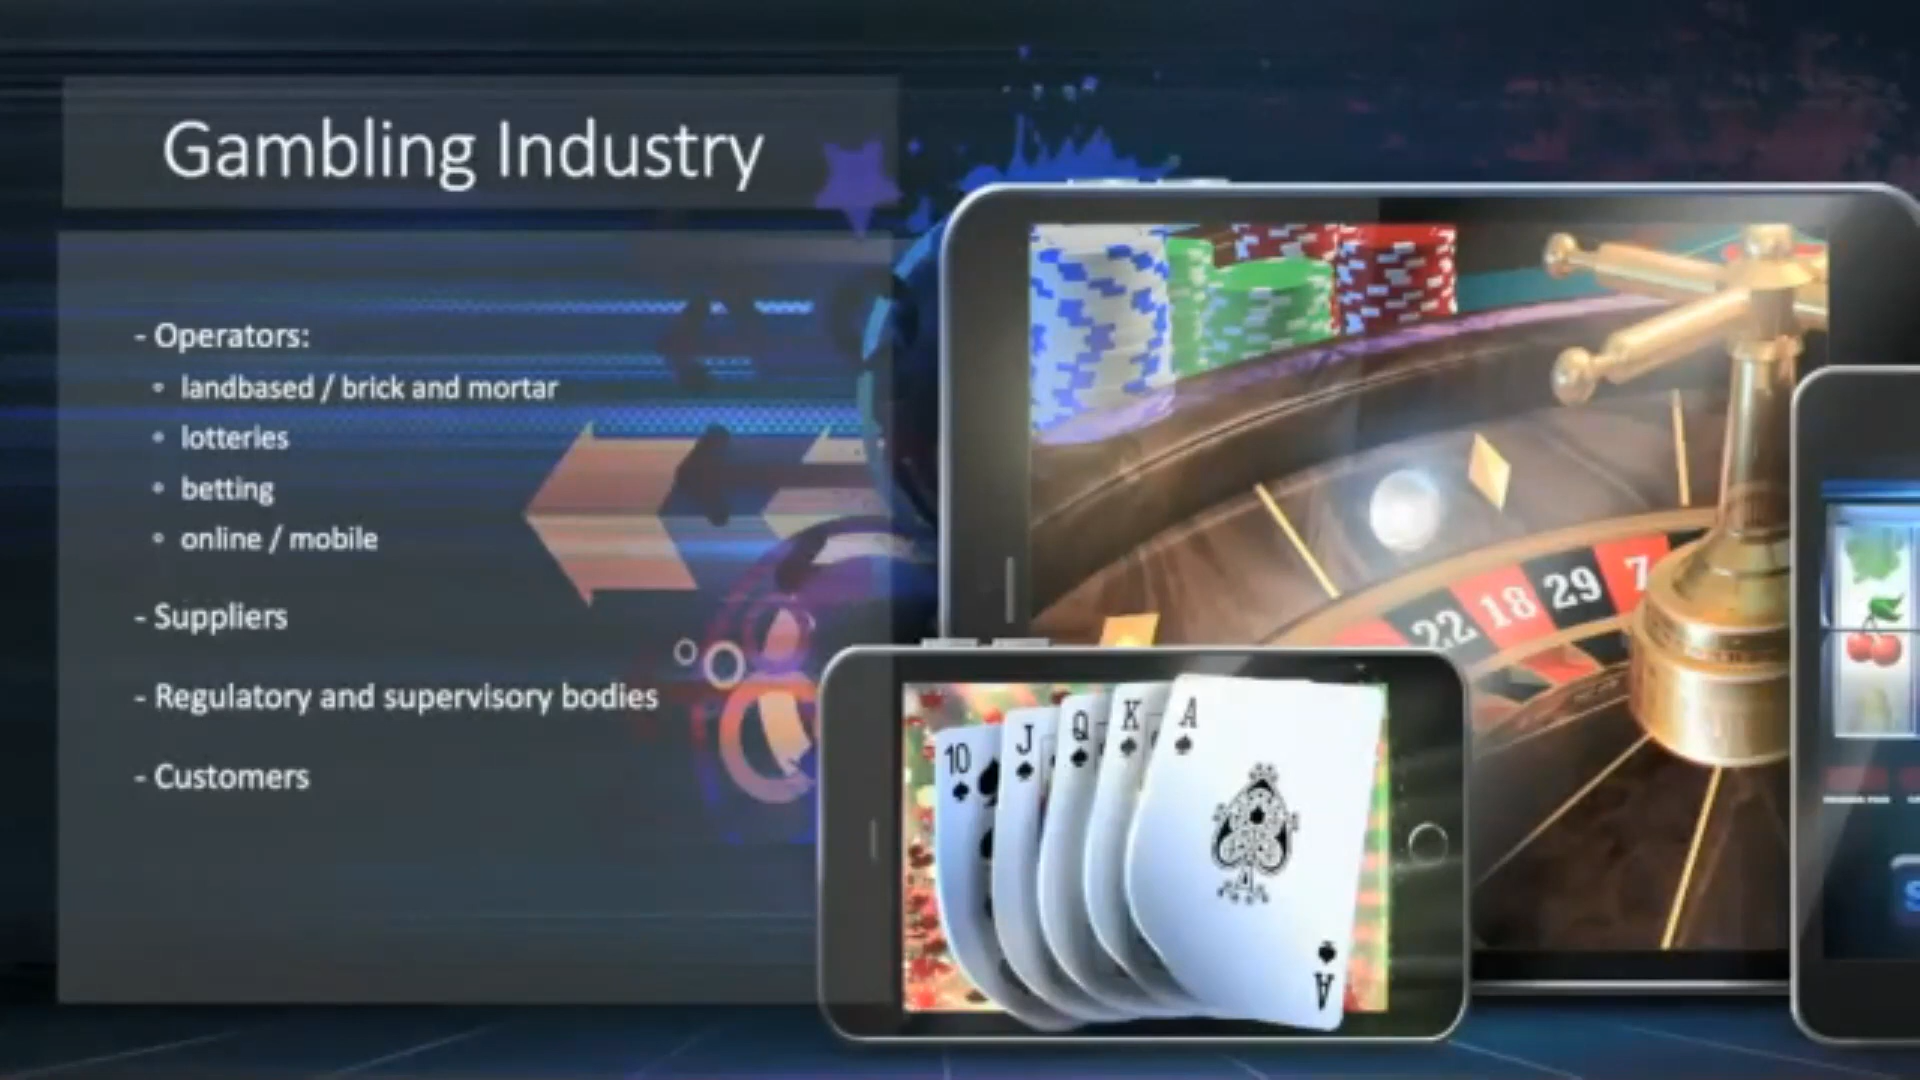 Gambling Industry
- Operators:
◦ landbased / brick and mortar
◦ lotteries
◦ betting
◦ online / mobile
- Suppliers
- Regulatory and supervisory bodies
- Customers
22 18 29 7
10 J Q K A
A
S